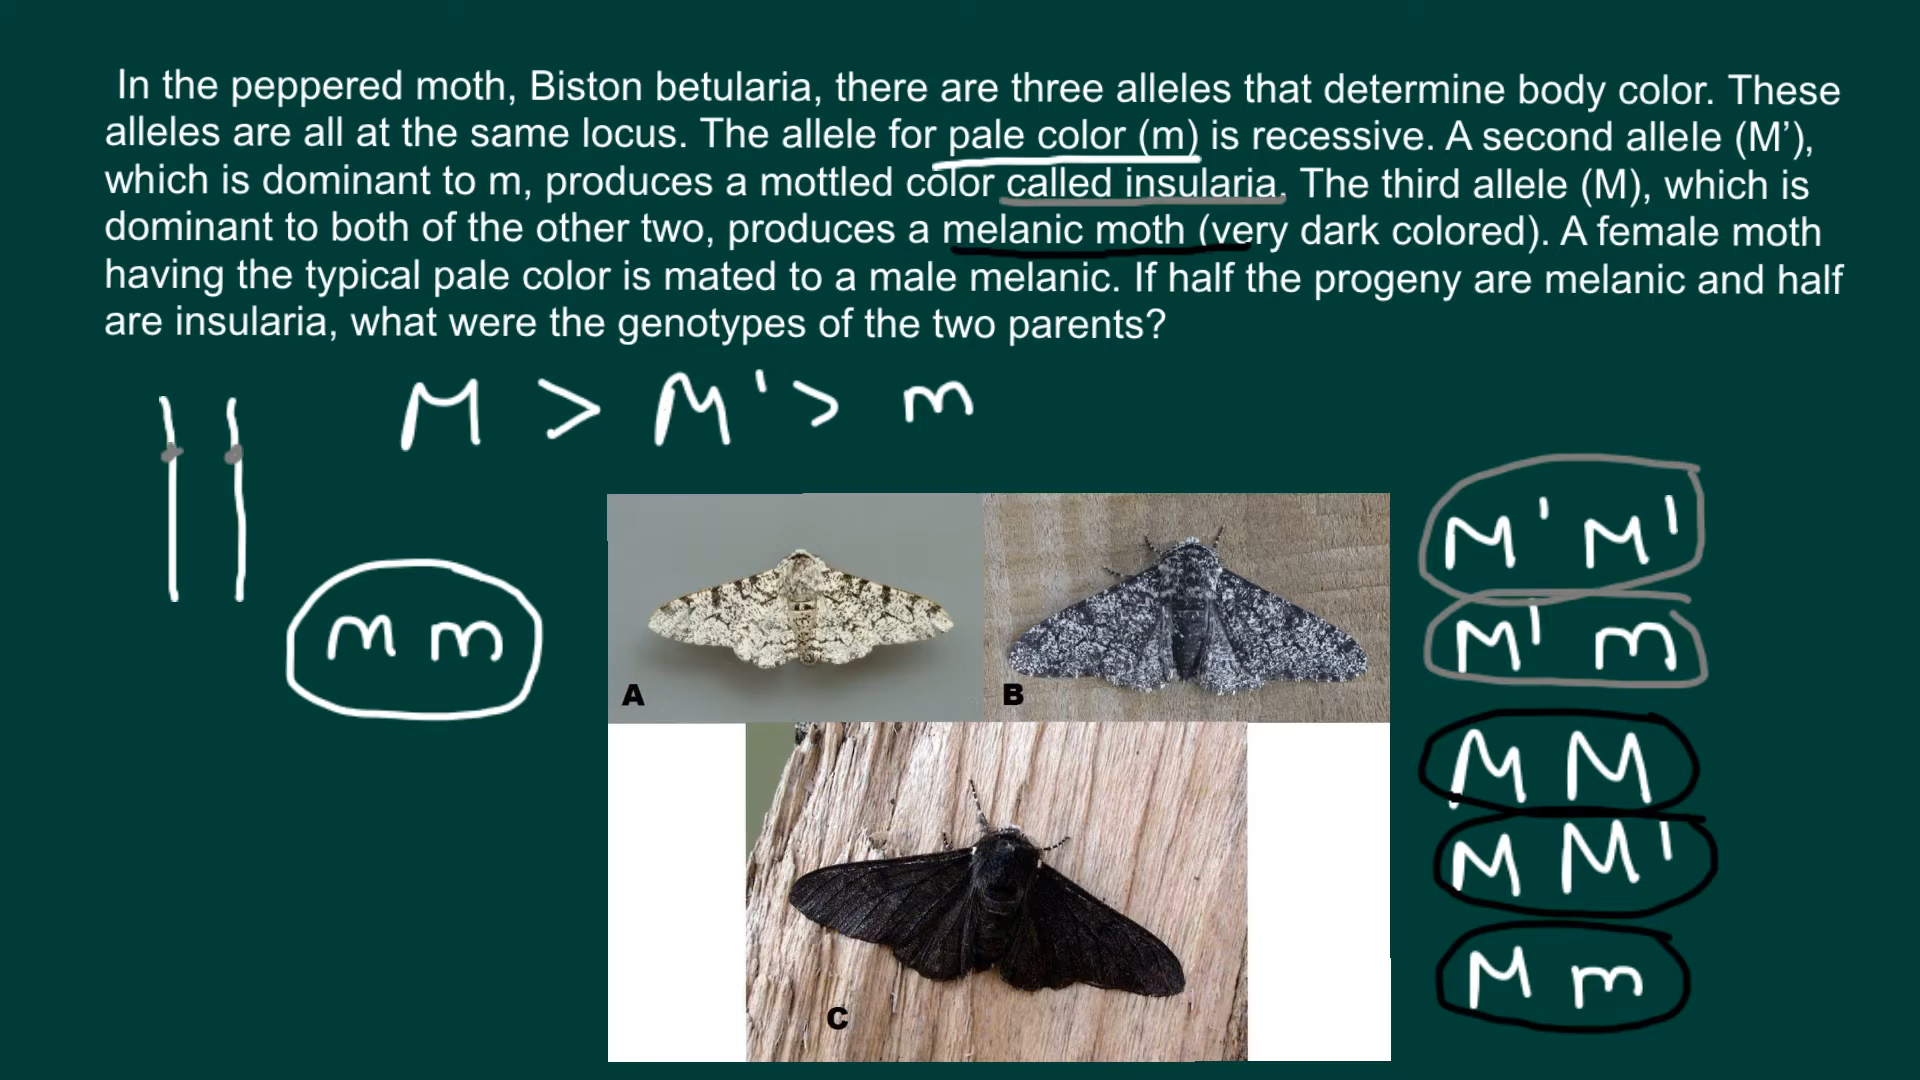 In the peppered moth, Biston betularia, there are three alleles that determine body color. These
alleles are all at the same locus. The allele for pale color (m) is recessive. A second allele (M’),
which is dominant to m, produces a mottled color called insularia. The third allele (M), which is
dominant to both of the other two, produces a melanic moth (very dark colored). A female moth
having the typical pale color is mated to a male melanic. If half the progeny are melanic and half
are insularia, what were the genotypes of the two parents?
M > M' > m
M' M'
m m
M' m
A
B
M M
M M'
M m
C